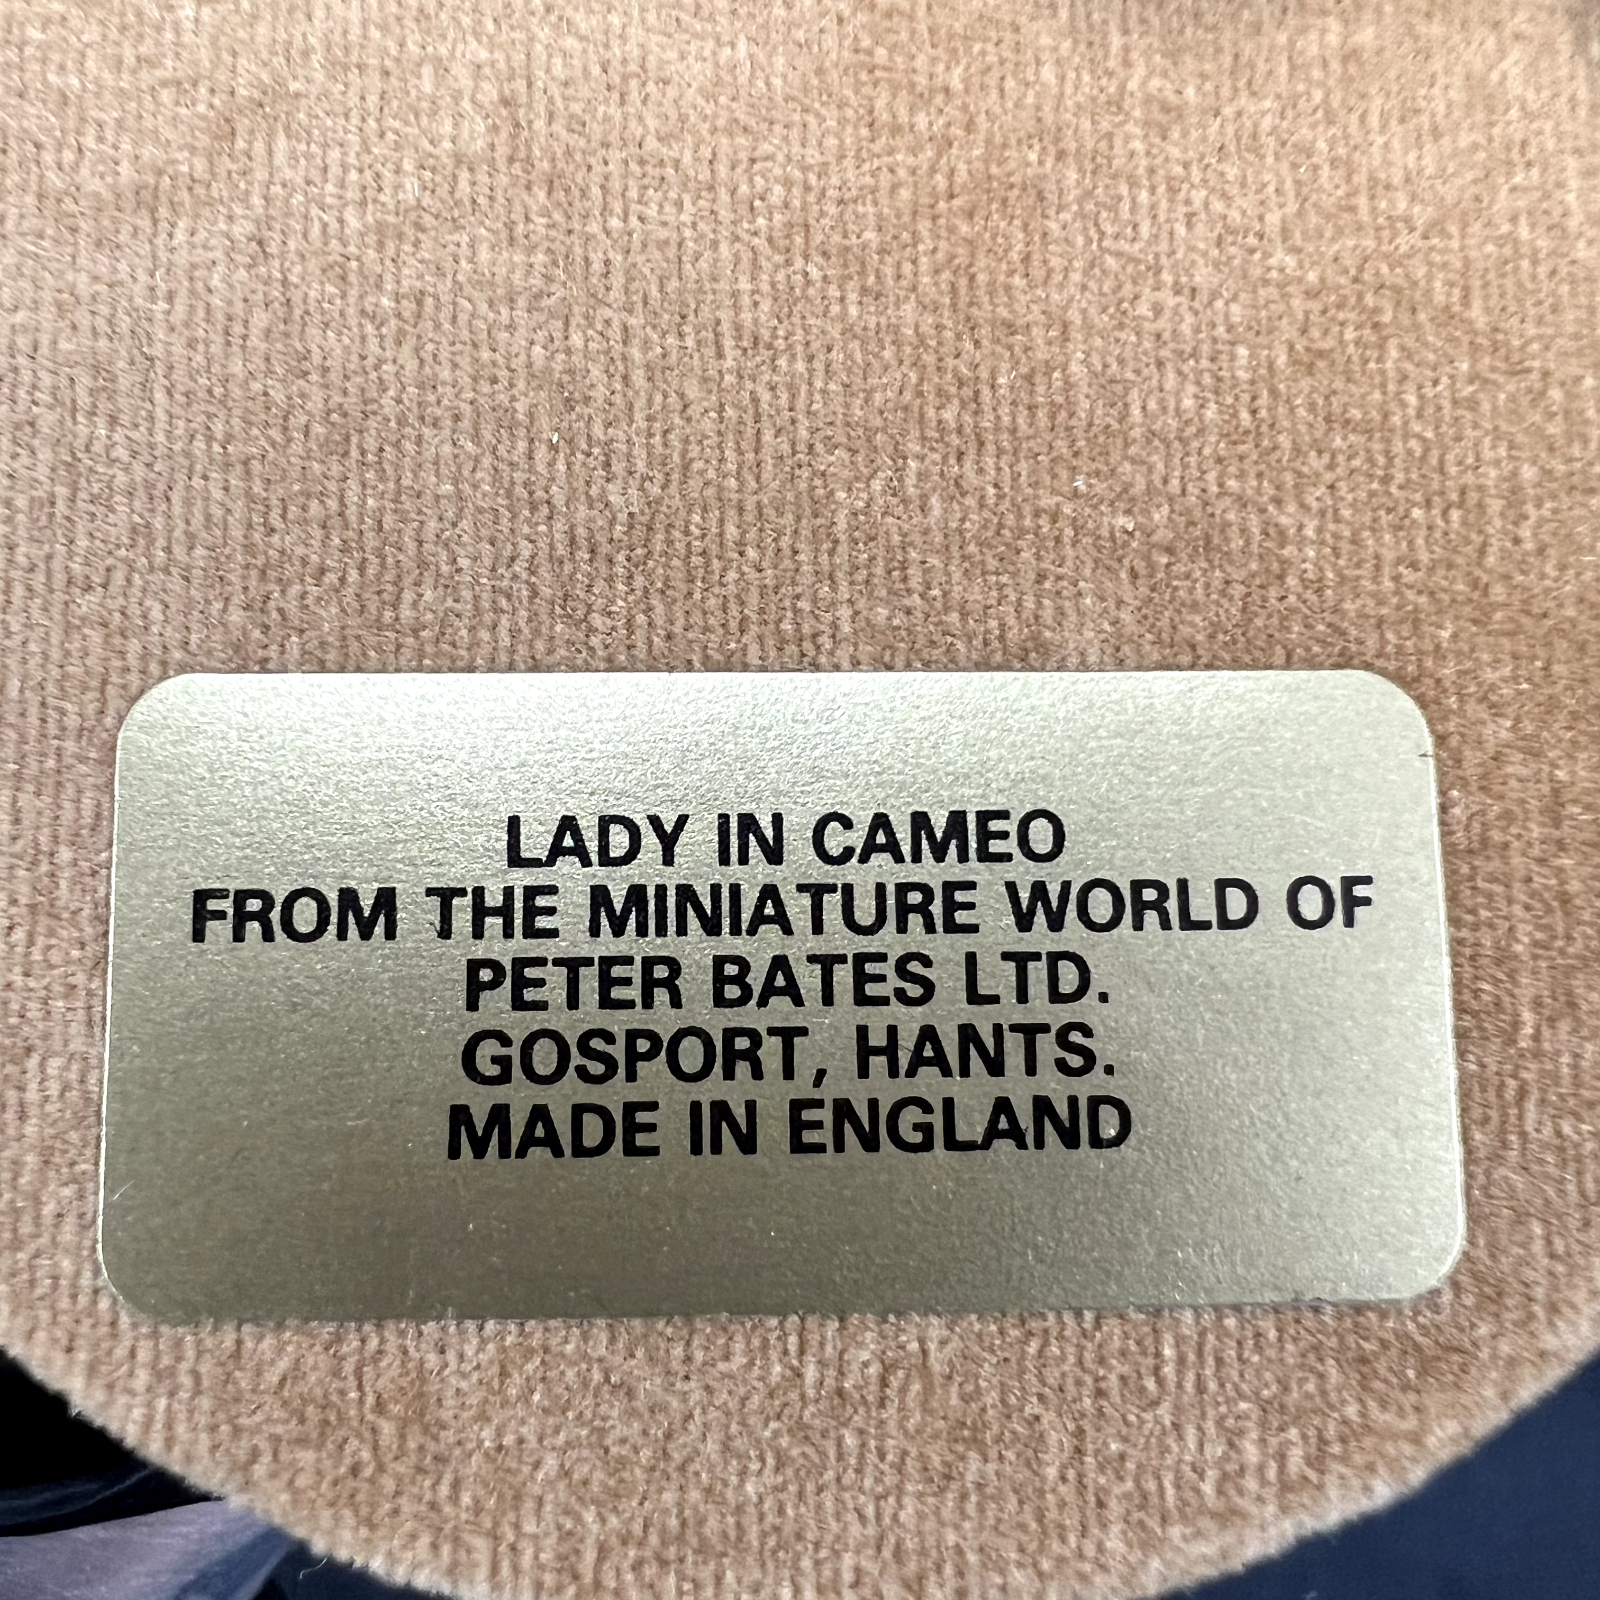 LADY IN CAMEO
FROM THE MINIATURE WORLD OF
PETER BATES LTD.
GOSPORT, HANTS.
MADE IN ENGLAND